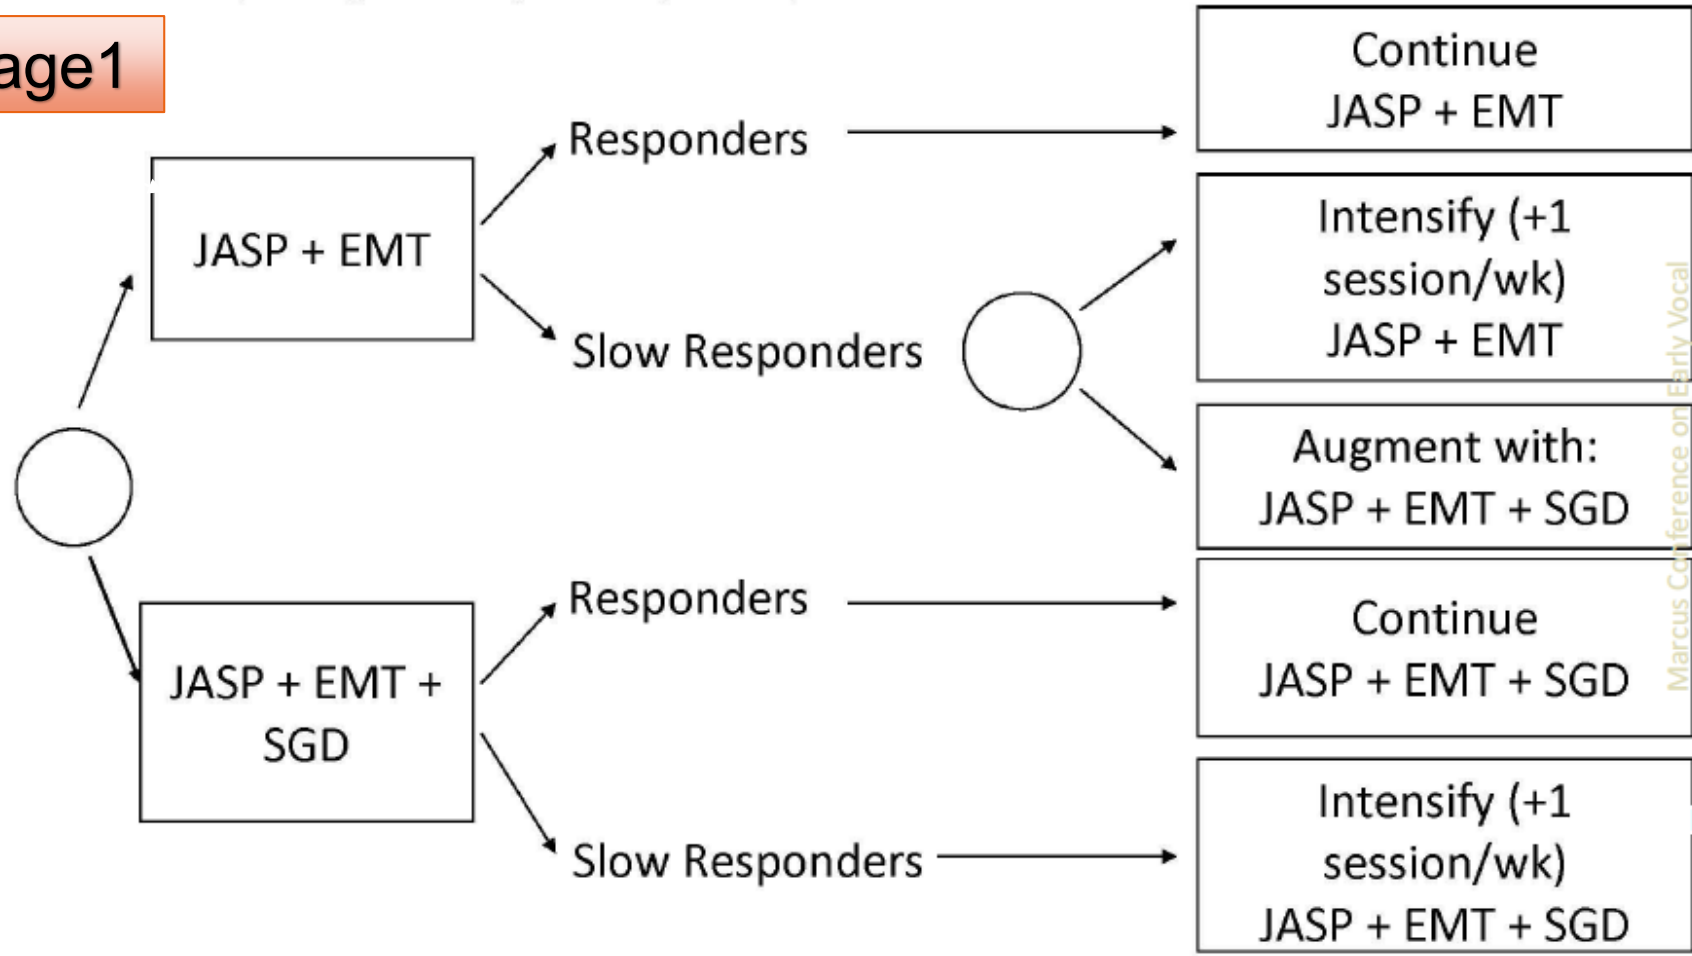 age1
Continue
JASP + EMT
Responders
Intensify (+1
session/wk)
JASP + EMT
JASP + EMT
Slow Responders
Augment with:
JASP + EMT + SGD
Responders
Continue
JASP + EMT + SGD
JASP + EMT +
SGD
Slow Responders
Intensify (+1
session/wk)
JASP + EMT + SGD
Marcus Conference on Early Vocal